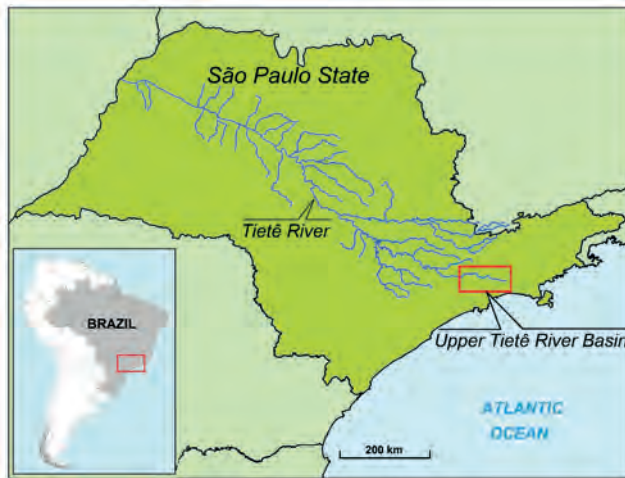 São Paulo State
Tietê River
BRAZIL
Upper Tietê River Basin
ATLANTIC
OCEAN
200 km